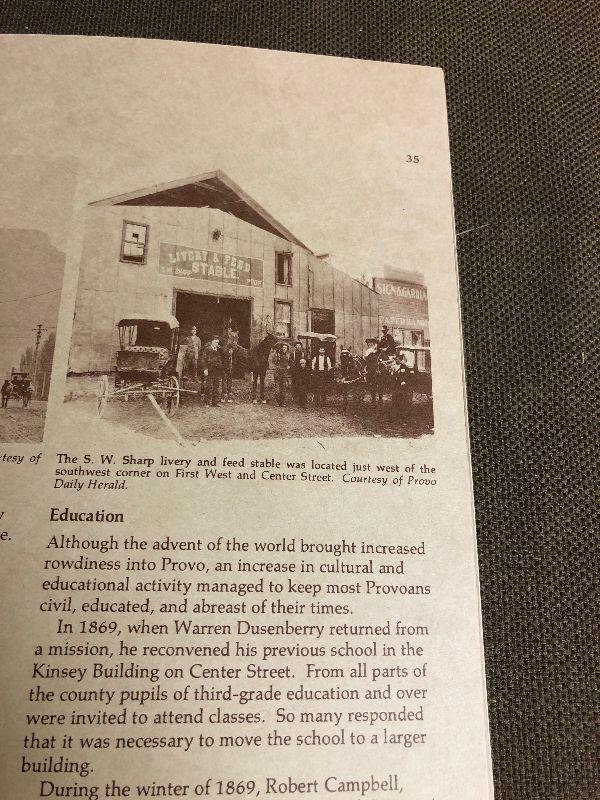 35
LIVERY & FEED
STABLE
SIGN & CARRIA
PAPER HANG
The S. W. Sharp livery and feed stable was located just west of the
southwest corner on First West and Center Street. Courtesy of Provo
Daily Herald.
rtesy of
y
e.
Education
Although the advent of the world brought increased
rowdiness into Provo, an increase in cultural and
educational activity managed to keep most Provoans
civil, educated, and abreast of their times.
In 1869, when Warren Dusenberry returned from
a mission, he reconvened his previous school in the
Kinsey Building on Center Street. From all parts of
the county pupils of third-grade education and over
were invited to attend classes. So many responded
that it was necessary to move the school to a larger
building.
During the winter of 1869, Robert Campbell,